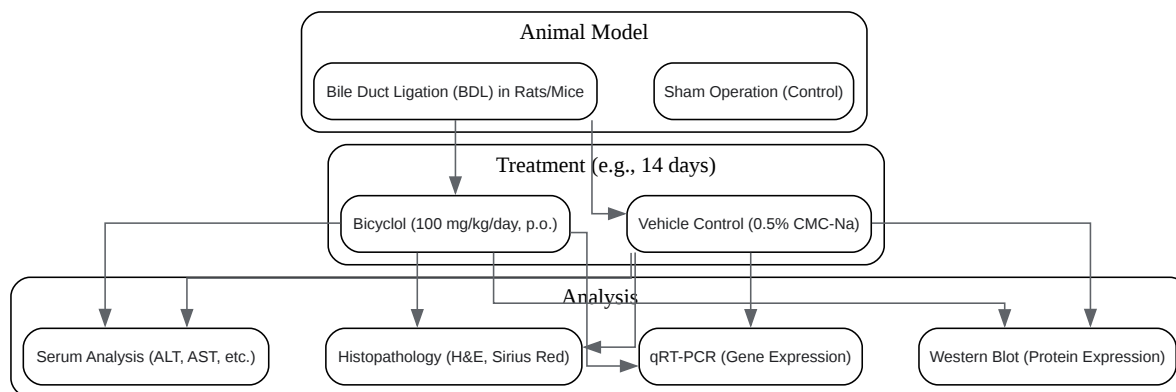 Animal Model
Bile Duct Ligation (BDL) in Rats/Mice
Sham Operation (Control)
Treatment (e.g., 14 days)
Bicyclol (100 mg/kg/day, p.o.)
Vehicle Control (0.5% CMC-Na)
Analysis
Serum Analysis (ALT, AST, etc.)
Histopathology (H&E, Sirius Red)
qRT-PCR (Gene Expression)
Western Blot (Protein Expression)